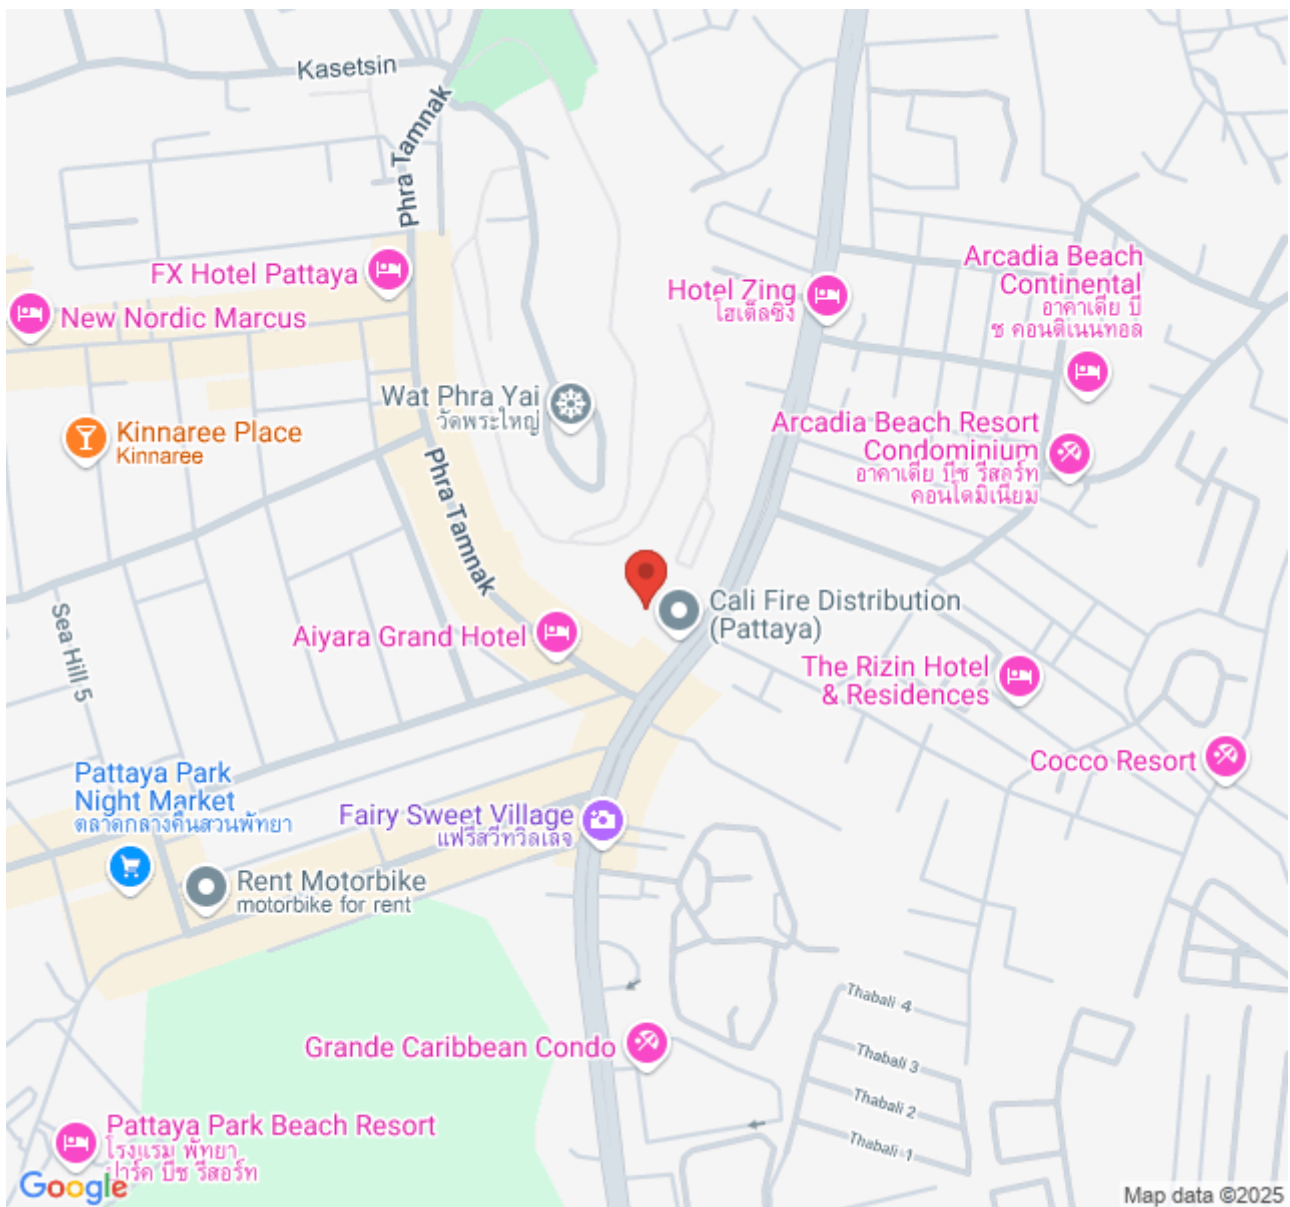 Kasetsin
Phra Tamnak
FX Hotel Pattaya
New Nordic Marcus
Hotel Zing
โฮเต็ลซิง
Arcadia Beach
Continental
อาคาเดีย บี
ช คอนติเนนทอล
Wat Phra Yai
วัดพระใหญ่
Kinnaree Place
Kinnaree
Arcadia Beach Resort
Condominium
อาคาเดีย บีช รีสอร์ท
คอนโดมิเนียม
Phra Tamnak
Sea Hill 5
Aiyara Grand Hotel
Cali Fire Distribution
(Pattaya)
The Rizin Hotel
& Residences
Cocco Resort
Pattaya Park
Night Market
ตลาดกลางคืนสวนพัทยา
Fairy Sweet Village
แฟรีสวีทวิลเลจ
Rent Motorbike
motorbike for rent
Thabali 4
Thabali 3
Thabali 2
Thabali 1
Grande Caribbean Condo
Pattaya Park Beach Resort
โรงแรม พัทยา
ปาร์ค บีช รีสอร์ท
Google
Map data ©2025